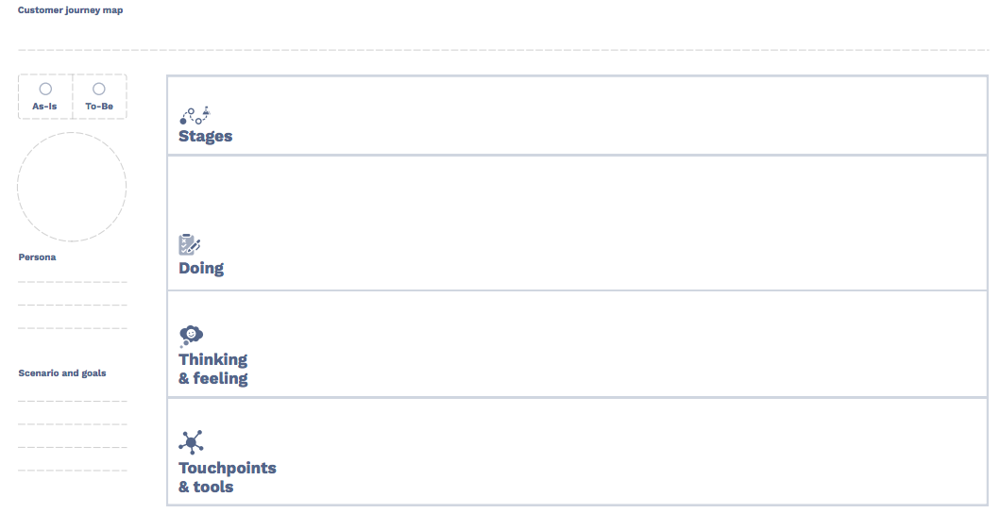 Customer journey map
As-Is
To-Be
Persona
Scenario and goals
Stages
Doing
Thinking
& feeling
Touchpoints
& tools